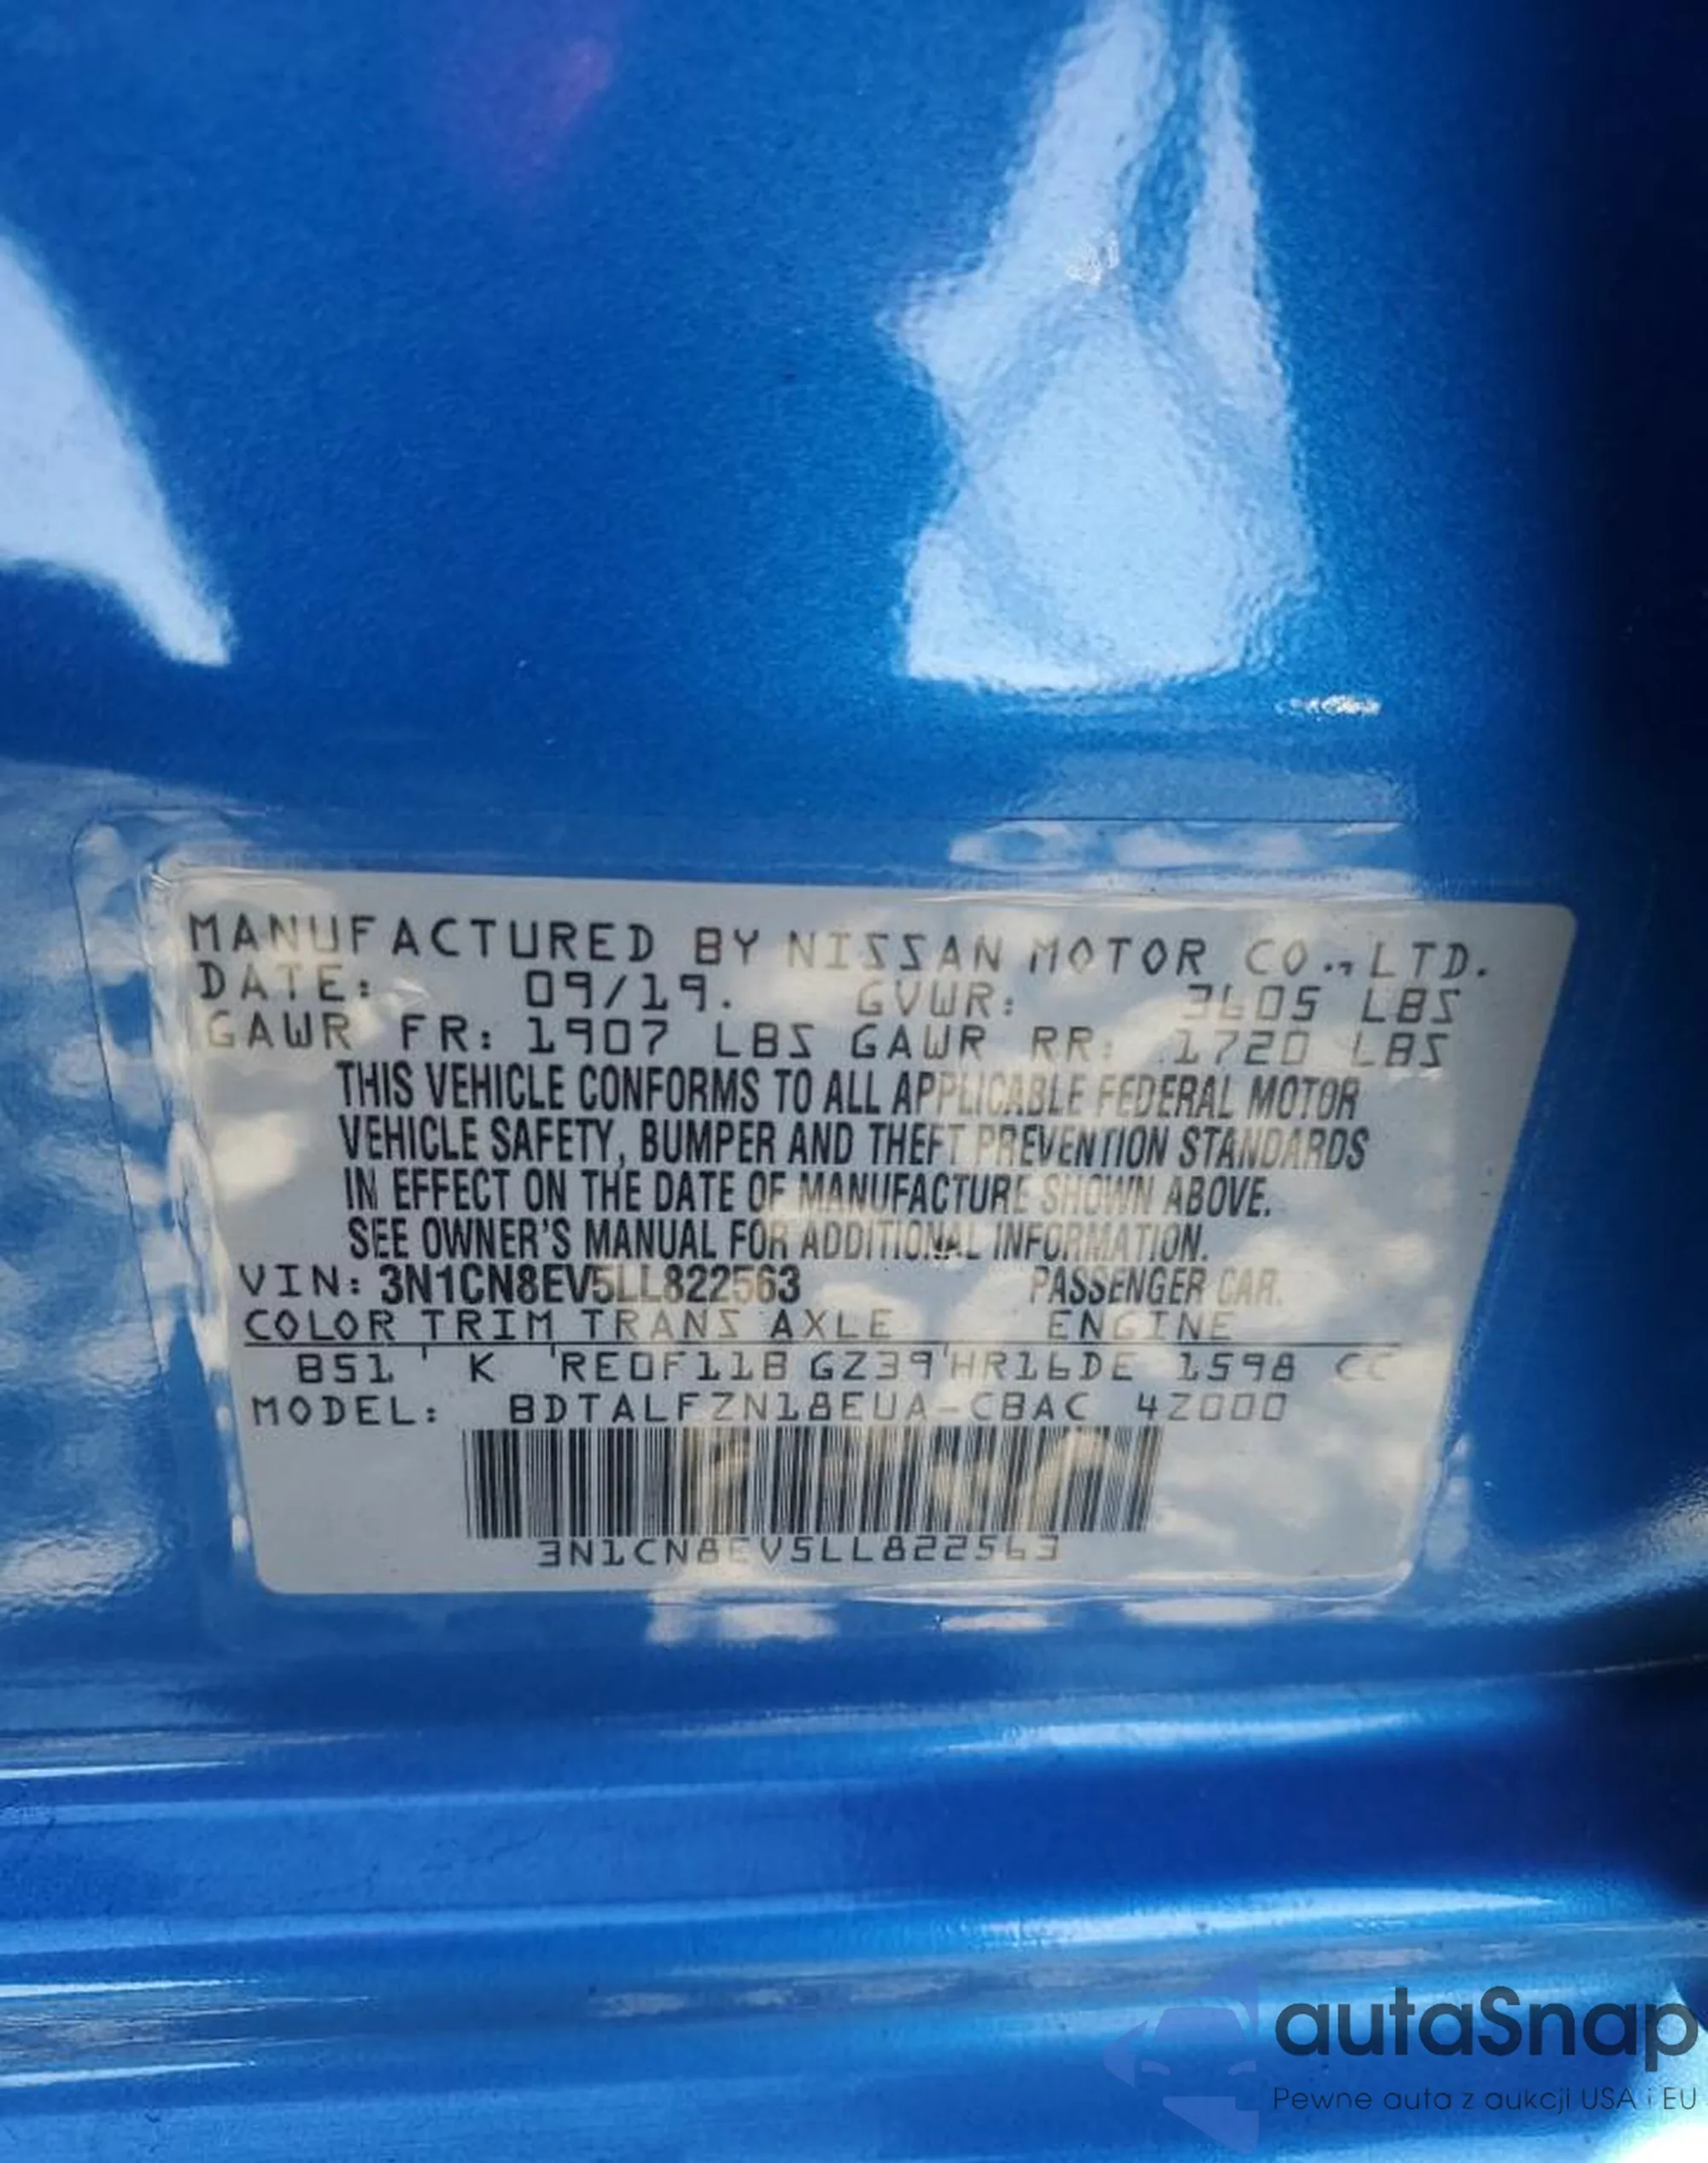 MANUFACTURED BY NISSAN MOTOR CO.,LTD.
DATE: 09/19. GVWR: 3605 LBS
GAWR FR: 1907 LBS GAWR RR: 1720 LBS
THIS VEHICLE CONFORMS TO ALL APPLICABLE FEDERAL MOTOR
VEHICLE SAFETY, BUMPER AND THEFT PREVENTION STANDARDS
IN EFFECT ON THE DATE OF MANUFACTURE SHOWN ABOVE.
SEE OWNER'S MANUAL FOR ADDITIONAL INFORMATION.
VIN: 3N1CN8EV5LL822563 PASSENGER CAR.
COLOR TRIM TRANS AXLE ENGINE
B51 K RE0F11B GZ39 HR16DE 1598 CC
MODEL: BDTALFZN18EUA-CBAC 4Z000
3N1CN8EV5LL822563
autaSnap
Pewne auta z aukcji USA i EU